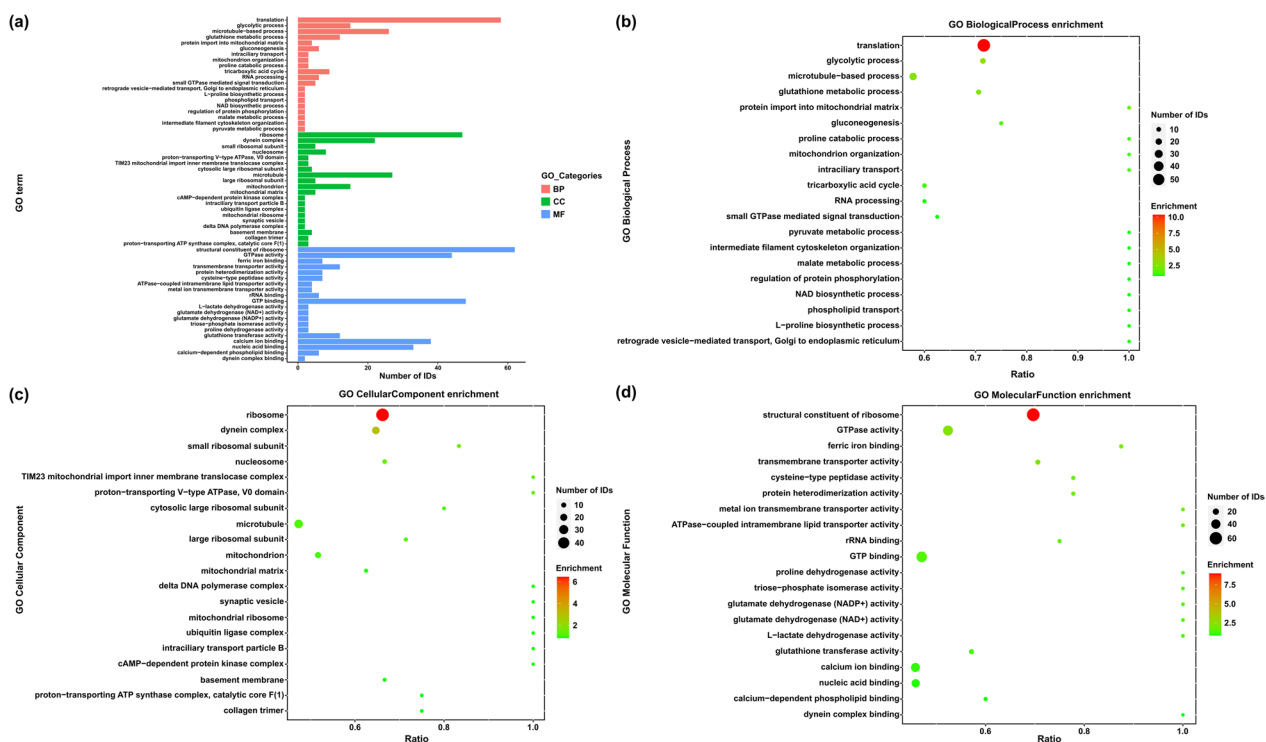 (a)
GO term
translation
glycolytic process
microtubule-based process
glutathione metabolic process
protein import into mitochondrial matrix
gluconeogenesis
intraciliary transport
mitochondrion organization
proline catabolic process
tricarboxylic acid cycle
RNA processing
small GTPase mediated signal transduction
retrograde vesicle-mediated transport, Golgi to endoplasmic reticulum
L-proline biosynthetic process
phospholipid transport
NAD biosynthetic process
regulation of protein phosphorylation
malate metabolic process
intermediate filament cytoskeleton organization
pyruvate metabolic process
ribosome
dynein complex
small ribosomal subunit
nucleosome
proton-transporting V-type ATPase, V0 domain
TIM23 mitochondrial import inner membrane translocase complex
cytosolic large ribosomal subunit
microtubule
large ribosomal subunit
mitochondrion
mitochondrial matrix
cAMP-dependent protein kinase complex
intraciliary transport particle B
ubiquitin ligase complex
mitochondrial ribosome
synaptic vesicle
delta DNA polymerase complex
basement membrane
collagen trimer
proton-transporting ATP synthase complex, catalytic core F(1)
structural constituent of ribosome
GTPase activity
ferric iron binding
transmembrane transporter activity
protein heterodimerization activity
cysteine-type peptidase activity
ATPase-coupled intramembrane lipid transporter activity
metal ion transmembrane transporter activity
rRNA binding
GTP binding
L-lactate dehydrogenase activity
glutamate dehydrogenase (NAD+) activity
glutamate dehydrogenase (NADP+) activity
triose-phosphate isomerase activity
proline dehydrogenase activity
glutathione transferase activity
calcium ion binding
nucleic acid binding
calcium-dependent phospholipid binding
dynein complex binding
0 20 40 60
Number of IDs
GO_Categories
BP
CC
MF
(b)
GO BiologicalProcess enrichment
GO Biological Process
translation
glycolytic process
microtubule-based process
glutathione metabolic process
protein import into mitochondrial matrix
gluconeogenesis
proline catabolic process
mitochondrion organization
intraciliary transport
tricarboxylic acid cycle
RNA processing
small GTPase mediated signal transduction
pyruvate metabolic process
intermediate filament cytoskeleton organization
malate metabolic process
regulation of protein phosphorylation
NAD biosynthetic process
phospholipid transport
L-proline biosynthetic process
retrograde vesicle-mediated transport, Golgi to endoplasmic reticulum
0.6 0.7 0.8 0.9 1.0
Ratio
Number of IDs
10
20
30
40
50
Enrichment
10.0
7.5
5.0
2.5
(c)
GO CellularComponent enrichment
GO Cellular Component
ribosome
dynein complex
small ribosomal subunit
nucleosome
TIM23 mitochondrial import inner membrane translocase complex
proton-transporting V-type ATPase, V0 domain
cytosolic large ribosomal subunit
microtubule
large ribosomal subunit
mitochondrion
mitochondrial matrix
delta DNA polymerase complex
synaptic vesicle
mitochondrial ribosome
ubiquitin ligase complex
intraciliary transport particle B
cAMP-dependent protein kinase complex
basement membrane
proton-transporting ATP synthase complex, catalytic core F(1)
collagen trimer
0.6 0.8 1.0
Ratio
Number of IDs
10
20
30
40
Enrichment
6
4
2
(d)
GO MolecularFunction enrichment
GO Molecular Function
structural constituent of ribosome
GTPase activity
ferric iron binding
transmembrane transporter activity
cysteine-type peptidase activity
protein heterodimerization activity
metal ion transmembrane transporter activity
ATPase-coupled intramembrane lipid transporter activity
rRNA binding
GTP binding
proline dehydrogenase activity
triose-phosphate isomerase activity
glutamate dehydrogenase (NADP+) activity
glutamate dehydrogenase (NAD+) activity
L-lactate dehydrogenase activity
glutathione transferase activity
calcium ion binding
nucleic acid binding
calcium-dependent phospholipid binding
dynein complex binding
0.6 0.8 1.0
Ratio
Number of IDs
20
40
60
Enrichment
7.5
5.0
2.5